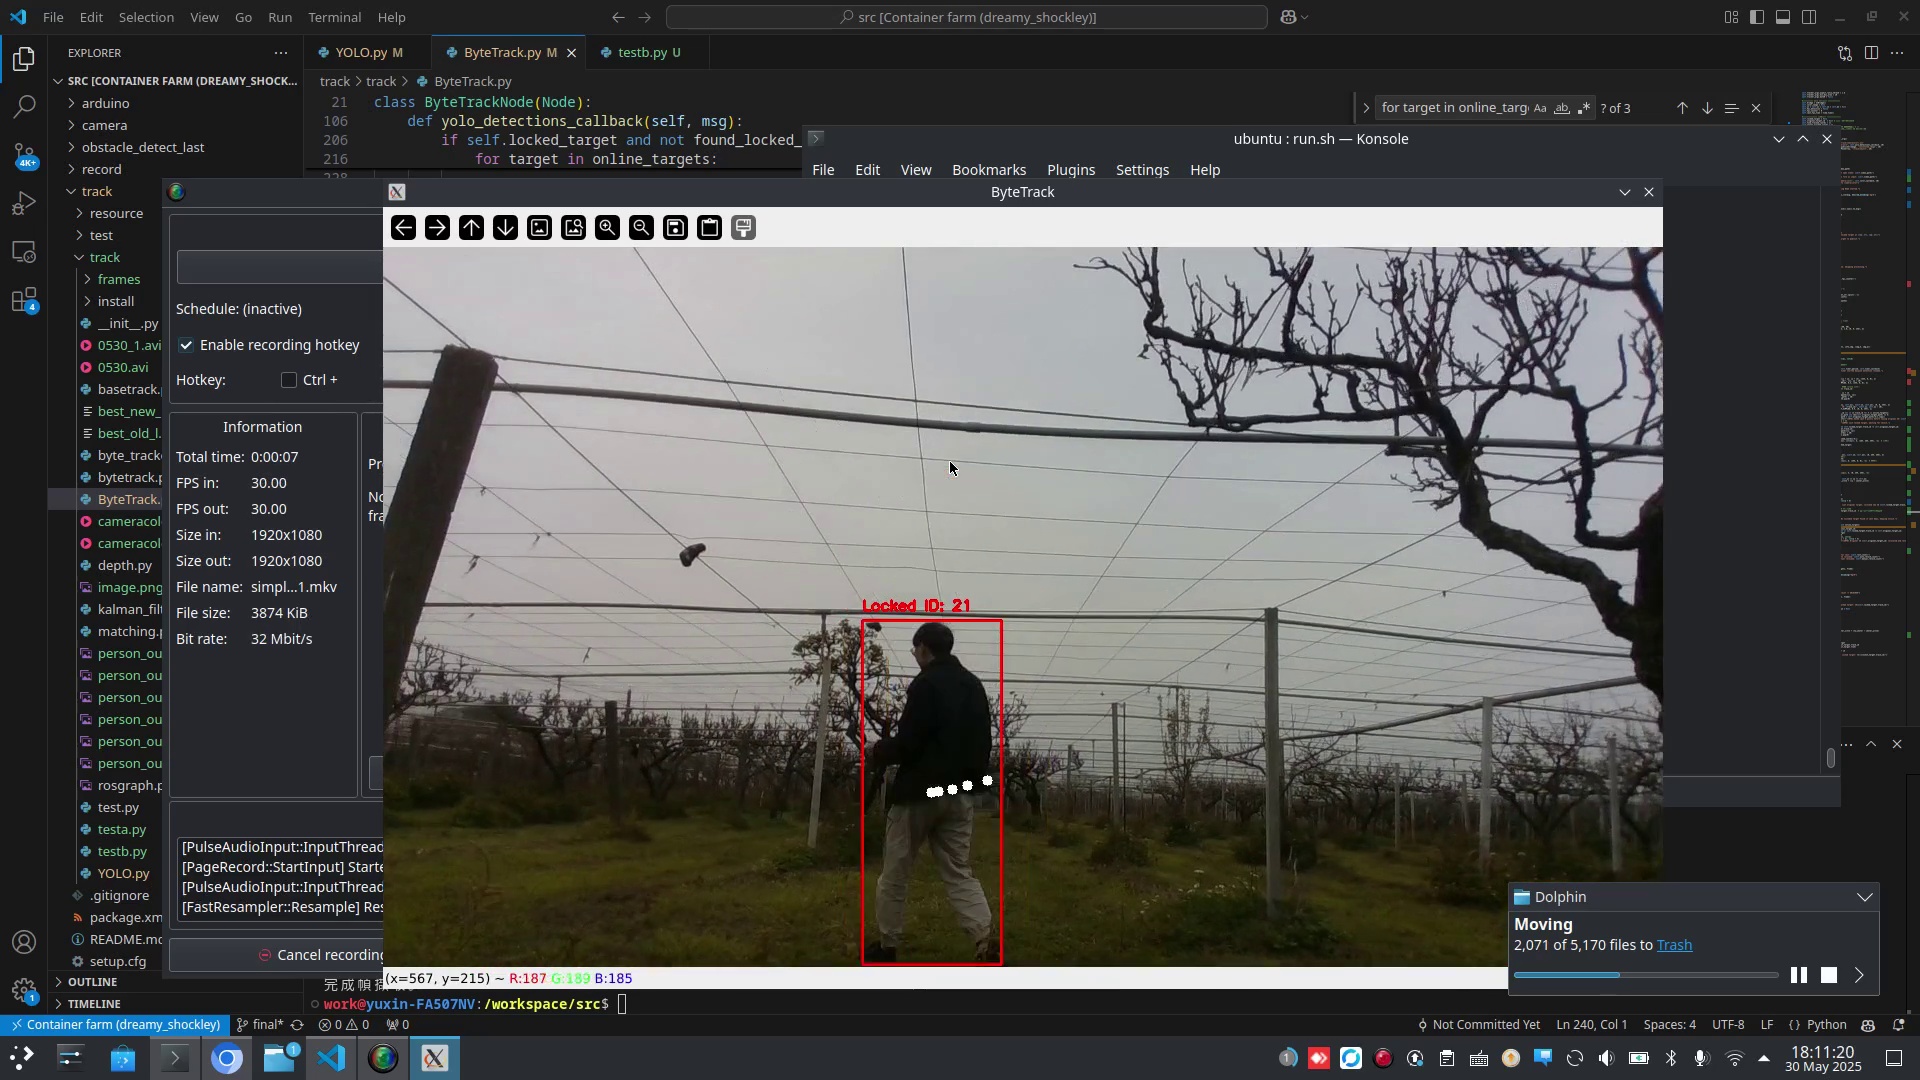 File Edit Selection View Go Run Terminal Help
src [Container farm (dreamy_shockley)]
EXPLORER
SRC [CONTAINER FARM (DREAMY_SHOCK...
arduino
camera
obstacle_detect_last
record
track
resource
test
track
frames
install
__init__.py
0530_1.avi
0530.avi
basetrack.
best_new_
best_old_l.
byte_track
bytetrack.p
ByteTrack.
cameracol
cameracol
depth.py
image.png
kalman_filt
matching.p
person_ou
person_ou
person_ou
person_ou
person_ou
person_ou
rosgraph.p
test.py
testa.py
testb.py
YOLO.py
.gitignore
package.xm
README.md
setup.cfg
OUTLINE
TIMELINE
YOLO.py M ByteTrack.py M testb.py U
track > track > ByteTrack.py
21 class ByteTrackNode(Node):
106 def yolo_detections_callback(self, msg):
206 if self.locked_target and not found_locked_
216 for target in online_targets:
for target in online_targ Aa ab ? of 3
ubuntu : run.sh — Konsole
File Edit View Bookmarks Plugins Settings Help
ByteTrack
Schedule: (inactive)
Enable recording hotkey
Hotkey: Ctrl +
Information
Total time: 0:00:07
FPS in: 30.00
FPS out: 30.00
Size in: 1920x1080
Size out: 1920x1080
File name: simpl...1.mkv
File size: 3874 KiB
Bit rate: 32 Mbit/s
[PulseAudioInput::InputThread
[PageRecord::StartInput] Starte
[PulseAudioInput::InputThread
[FastResampler::Resample] Res
Cancel recording
Locked ID: 21
(x=567, y=215) ~ R:187 G:189 B:185
Dolphin
Moving
2,071 of 5,170 files to Trash
work@yuxin-FA507NV:/workspace/src$
Container farm (dreamy_shockley) final* 0 0 0 Not Committed Yet Ln 240, Col 1 Spaces: 4 UTF-8 LF {} Python
4K+
4
1
1
1
18:11:20
30 May 2025